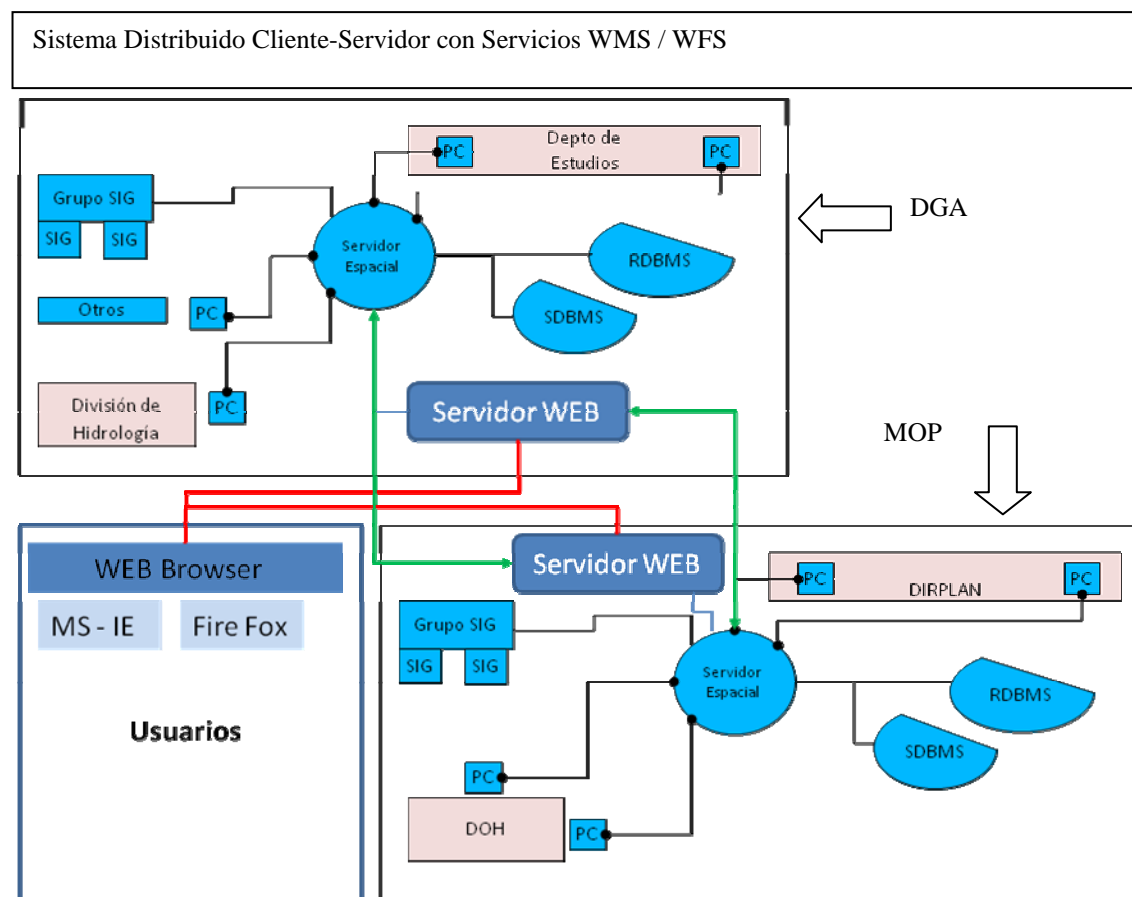 Sistema Distribuido Cliente-Servidor con Servicios WMS / WFS
PC
Depto de
Estudios
PC
DGA
Grupo SIG
SIG
SIG
Servidor
Espacial
RDBMS
SDBMS
Otros
PC
División de
Hidrología
PC
Servidor WEB
MOP
WEB Browser
MS - IE
Fire Fox
Usuarios
Servidor WEB
PC
DIRPLAN
PC
Grupo SIG
SIG
SIG
Servidor
Espacial
RDBMS
SDBMS
PC
DOH
PC